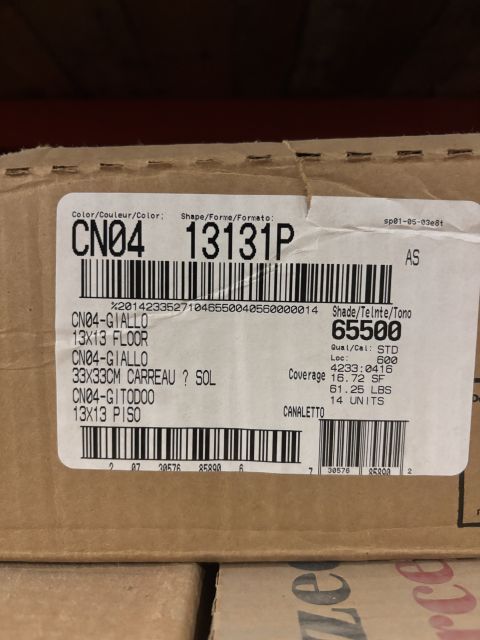 Color/Couleur/Color: Shape/Forme/Formato: sp01-05-03e8t
CN04 13131P AS
%2014233527104655004056000014
CN04-GIALLO
13X13 FLOOR
CN04-GIALLO
33X33CM CARREAU ? SOL
CN04-GITODOO
13X13 PISO
Shade/Teinte/Tono
65500
Qual/Cal: STD
Loc: 600
4233:0416
Coverage 16.72 SF
61.25 LBS
14 UNITS
CANALETTO
2 07 30576 85890 6
7 30576 85890 2